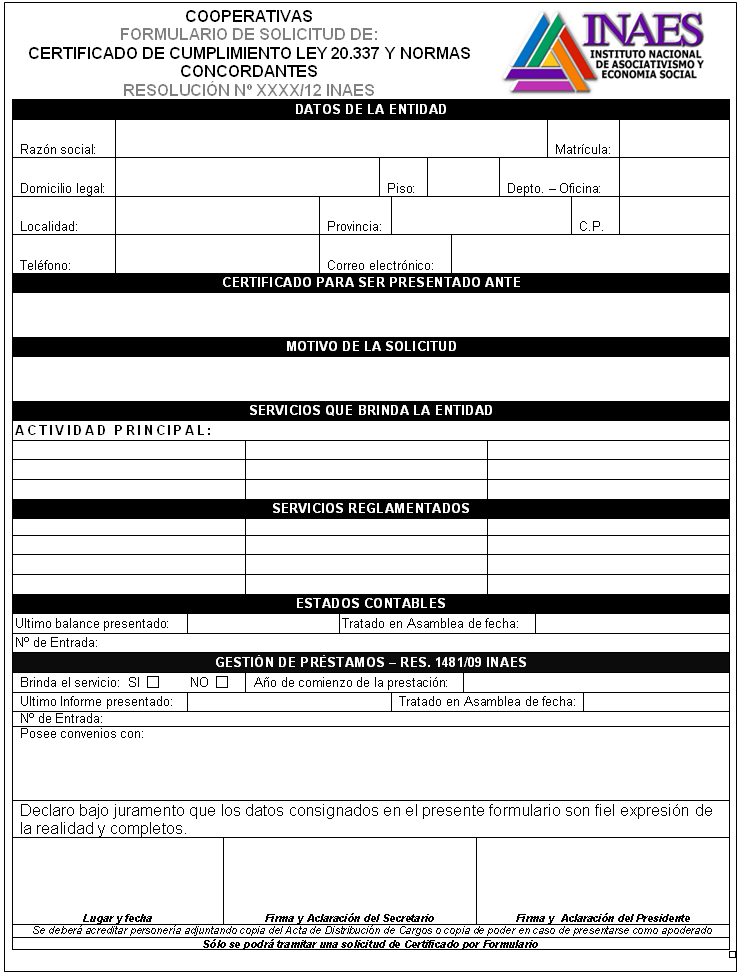 COOPERATIVAS
FORMULARIO DE SOLICITUD DE:
CERTIFICADO DE CUMPLIMIENTO LEY 20.337 Y NORMAS
CONCORDANTES
RESOLUCIÓN Nº XXXX/12 INAES
INAES
INSTITUTO NACIONAL
DE ASOCIATIVISMO Y
ECONOMIA SOCIAL
DATOS DE LA ENTIDAD
Razón social: Matrícula:
Domicilio legal: Piso: Depto. – Oficina:
Localidad: Provincia: C.P.
Teléfono: Correo electrónico:
CERTIFICADO PARA SER PRESENTADO ANTE
MOTIVO DE LA SOLICITUD
SERVICIOS QUE BRINDA LA ENTIDAD
ACTIVIDAD PRINCIPAL:
SERVICIOS REGLAMENTADOS
ESTADOS CONTABLES
Ultimo balance presentado: Tratado en Asamblea de fecha:
Nº de Entrada:
GESTIÓN DE PRÉSTAMOS – RES. 1481/09 INAES
Brinda el servicio: SI NO Año de comienzo de la prestación:
Ultimo Informe presentado: Tratado en Asamblea de fecha:
Nº de Entrada:
Posee convenios con:
Declaro bajo juramento que los datos consignados en el presente formulario son fiel expresión de
la realidad y completos.
Lugar y fecha Firma y Aclaración del Secretario Firma y Aclaración del Presidente
Se deberá acreditar personería adjuntando copia del Acta de Distribución de Cargos o copia de poder en caso de presentarse como apoderado
Sólo se podrá tramitar una solicitud de Certificado por Formulario